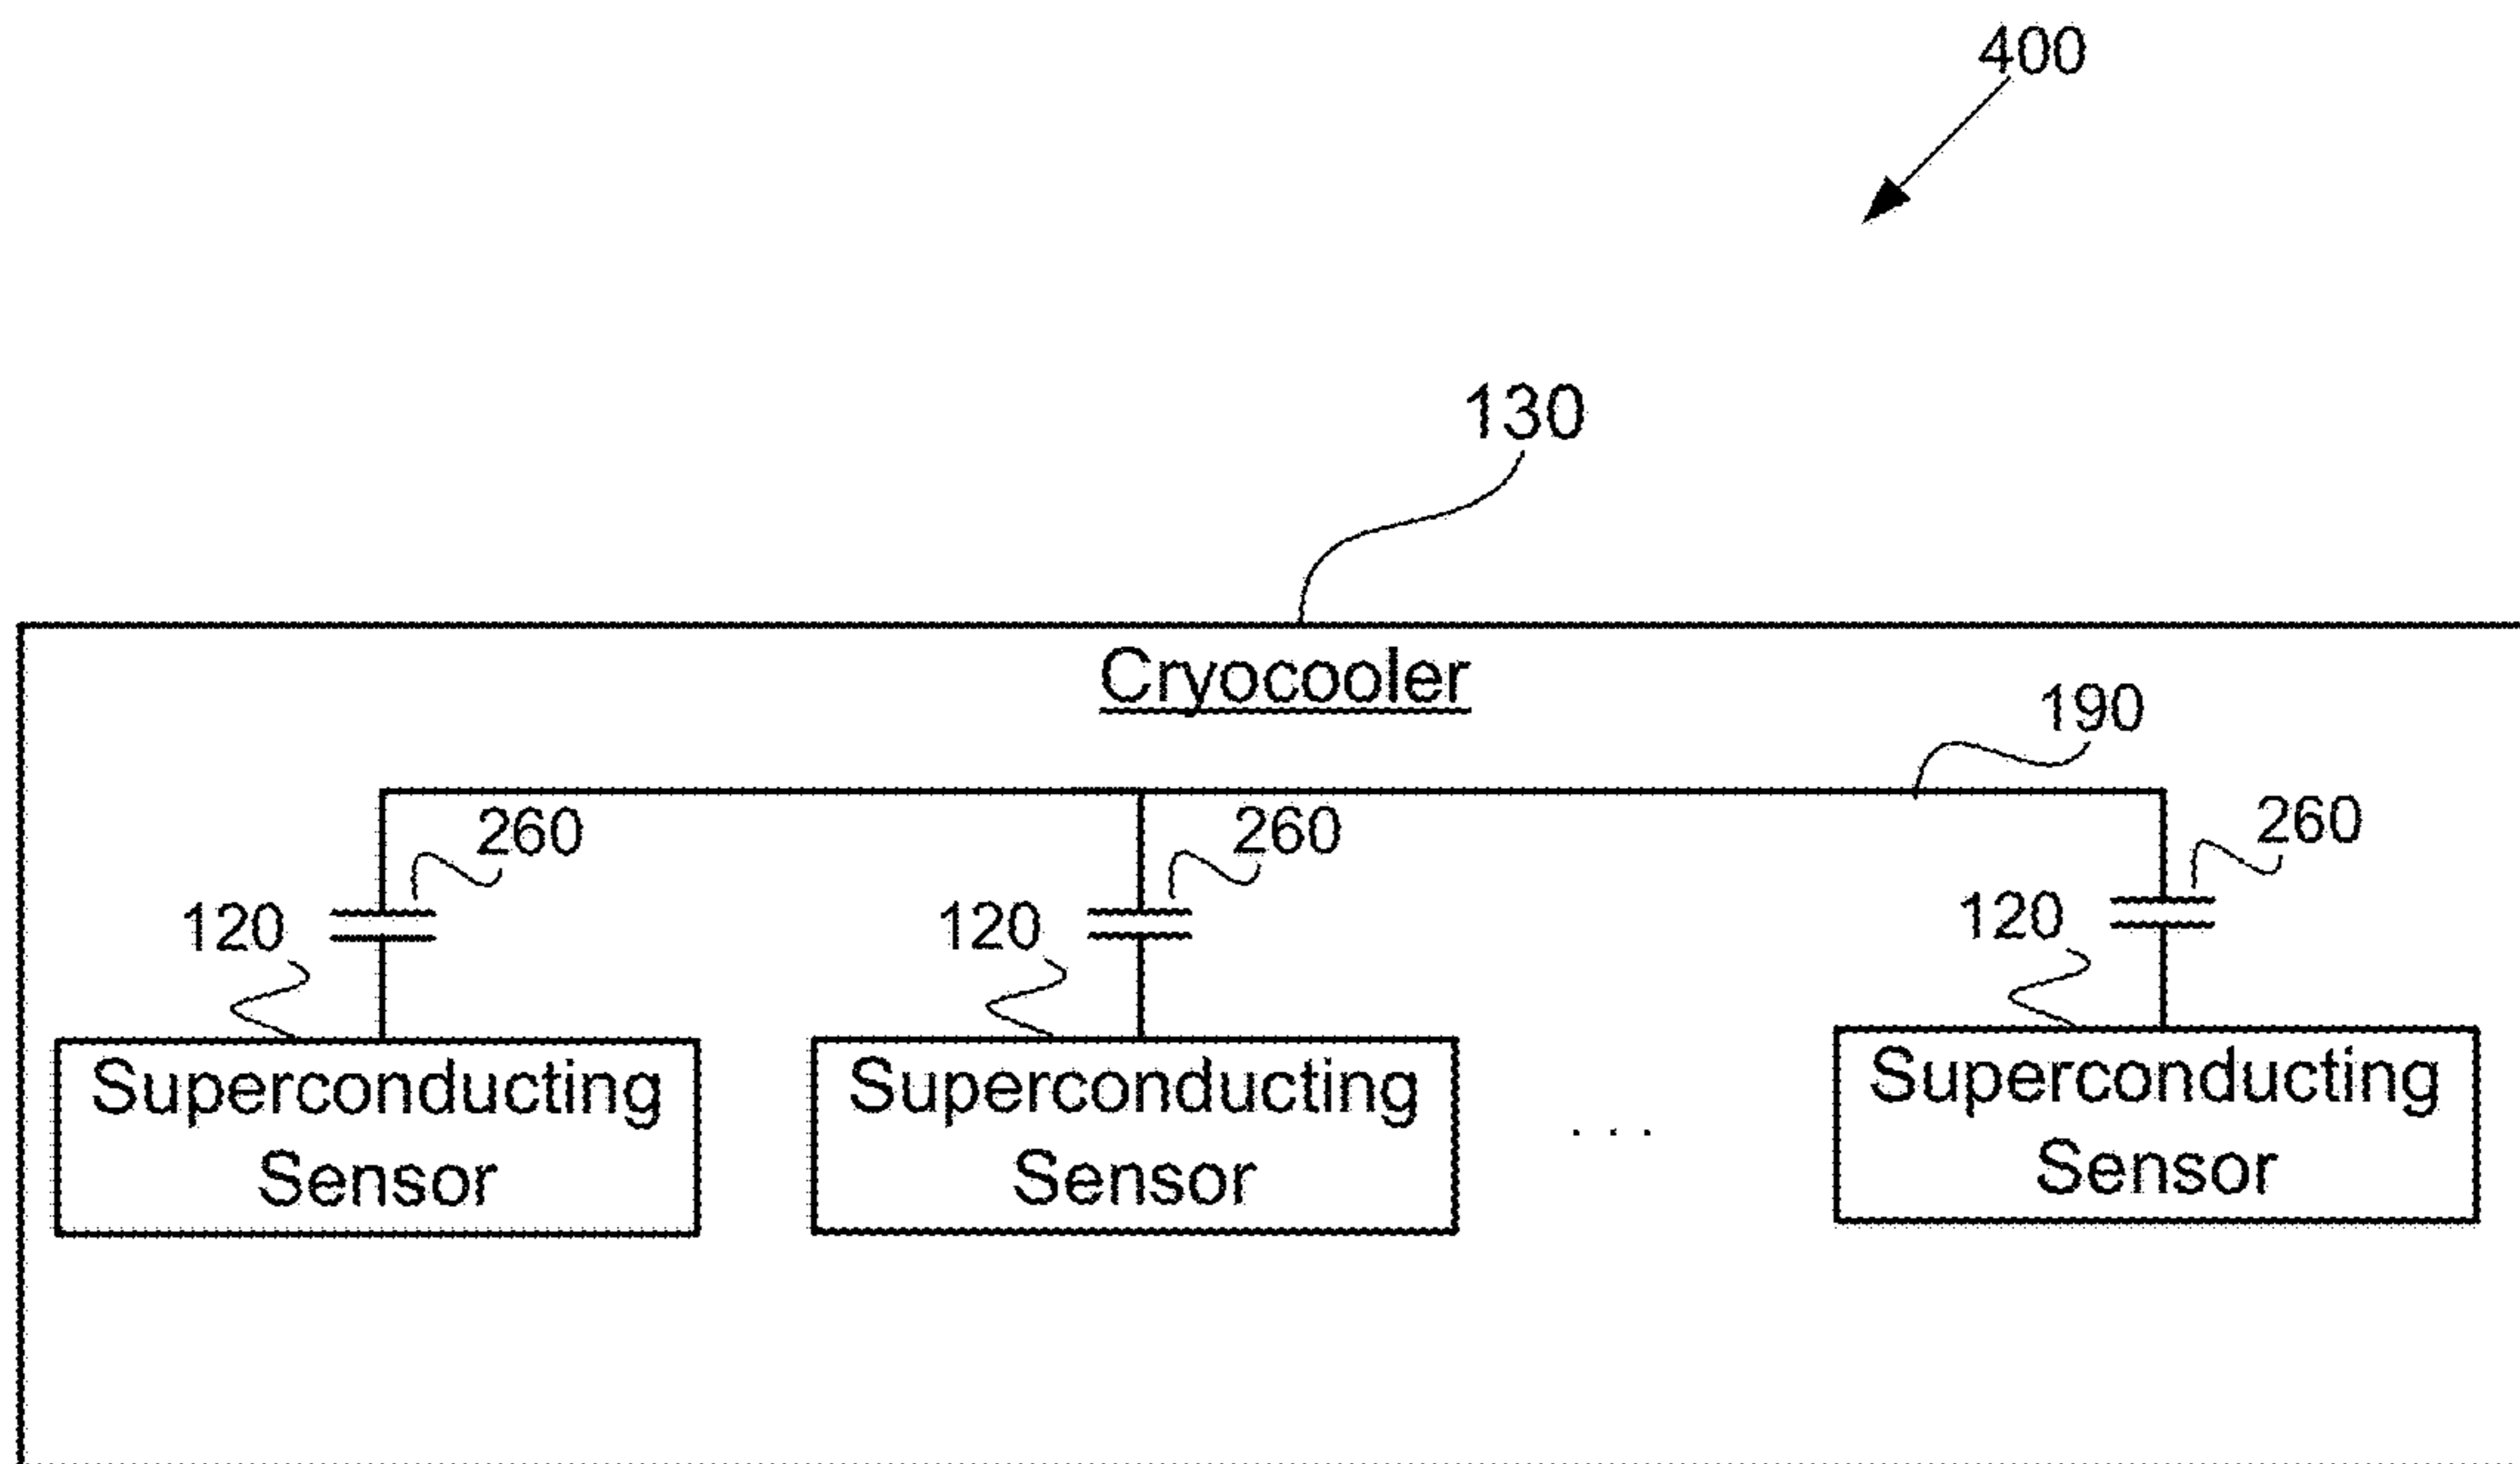 400
130
Cryocooler
190
260
260
260
120
120
120
Superconducting
Sensor
Superconducting
Sensor
. . .
Superconducting
Sensor